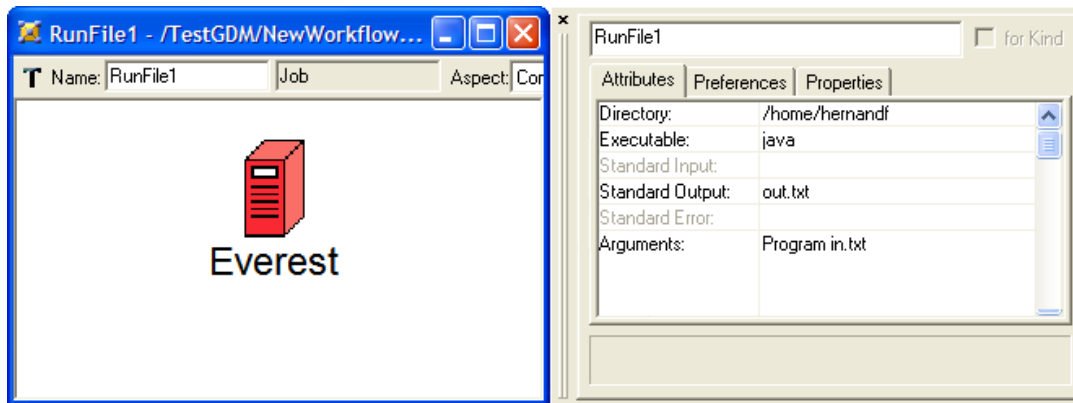 RunFile1 - /TestGDM/NewWorkflow...
T Name: RunFile1 Job Aspect: Cor
Everest
RunFile1 for Kind
Attributes Preferences Properties
Directory: /home/hernandf
Executable: java
Standard Input:
Standard Output: out.txt
Standard Error:
Arguments: Program in.txt